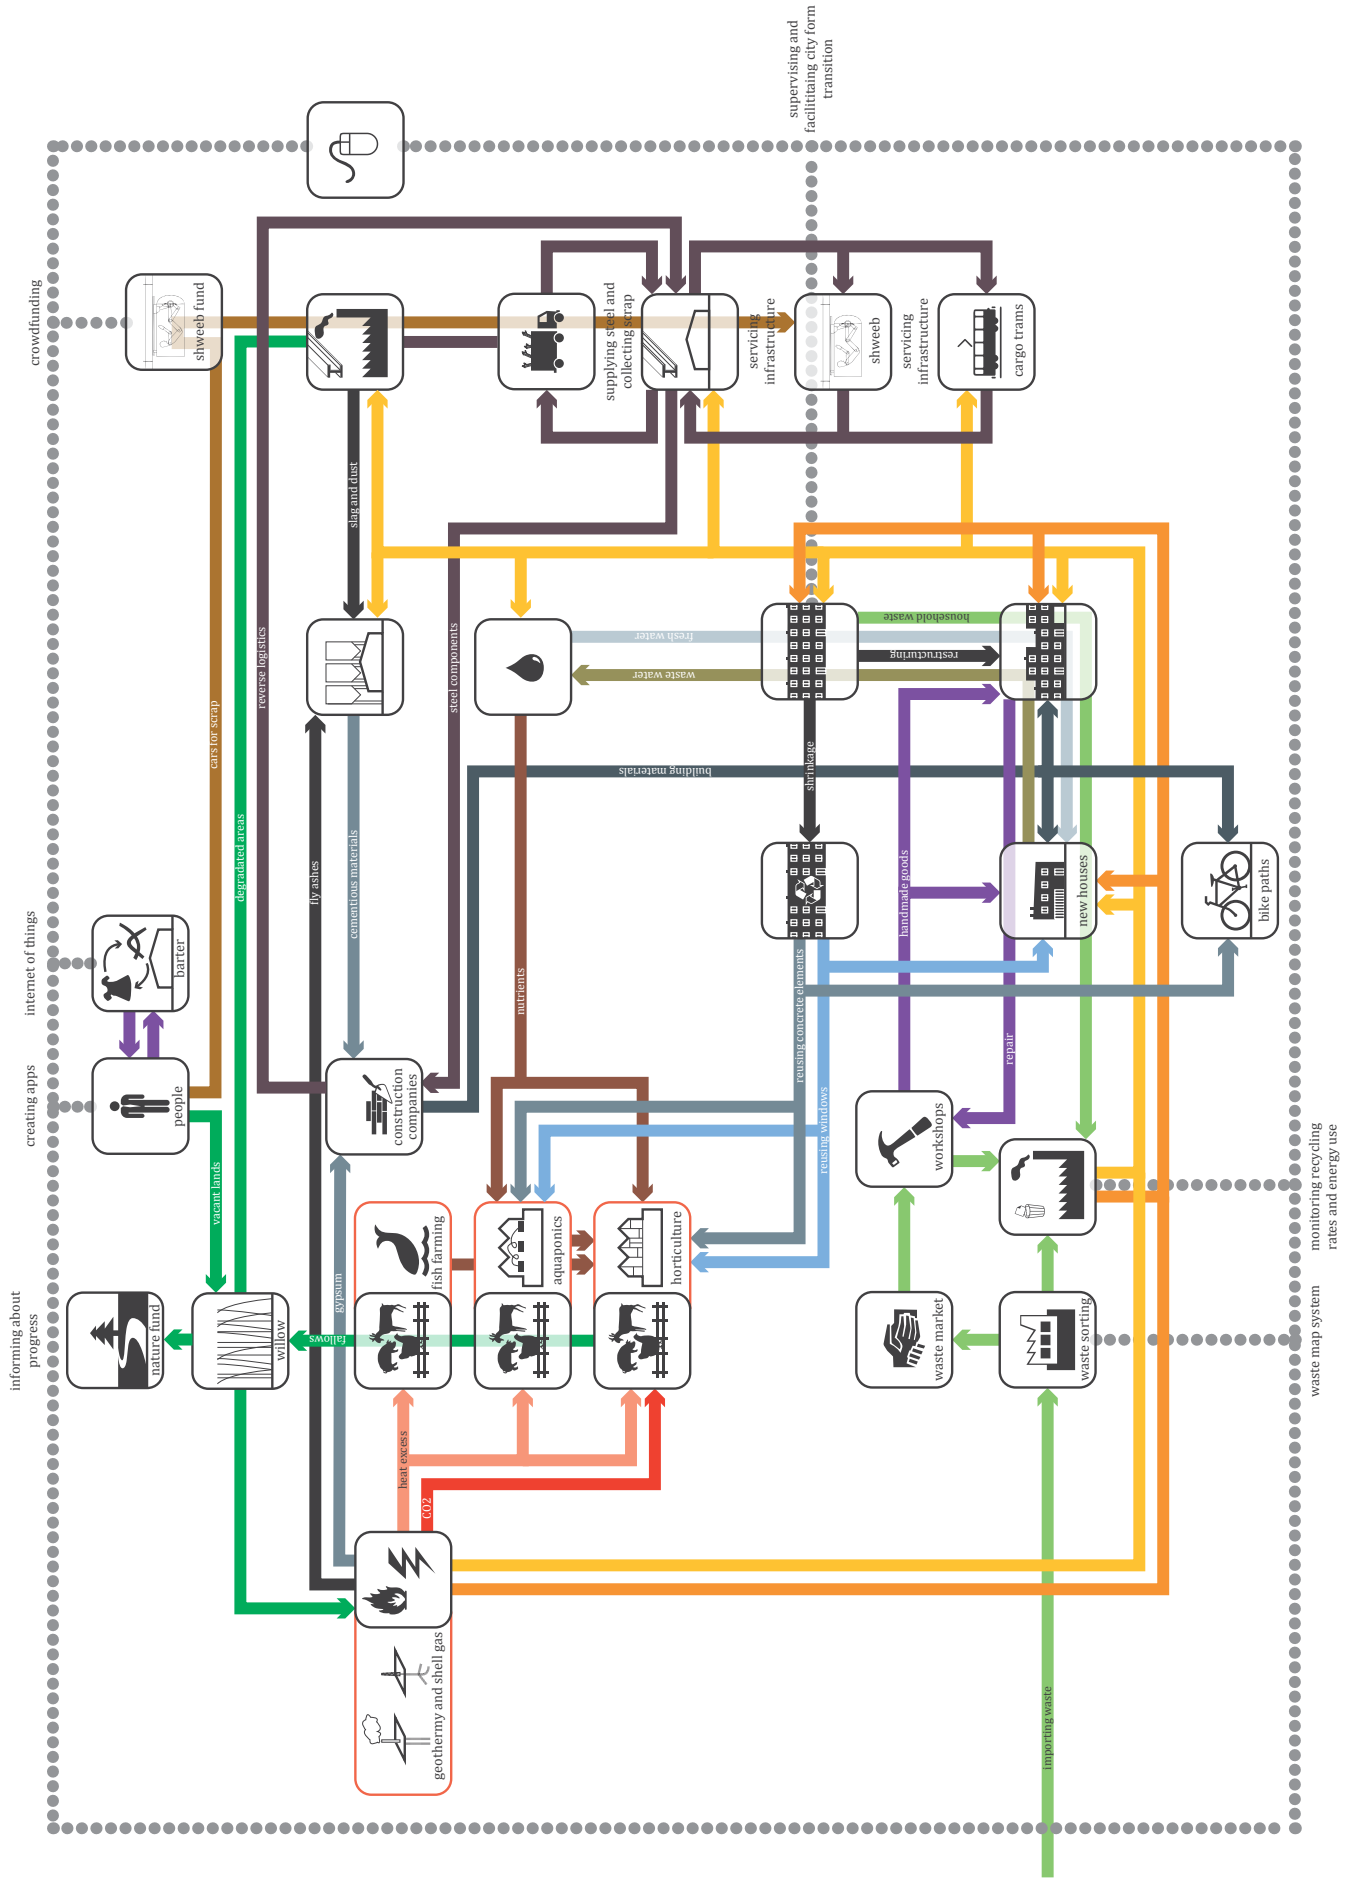 informing about
progress
creating apps
internet of things
crowdfunding
nature fund
people
barter
shweeb fund
vacant lands
cars for scrap
willow
degraded areas
reverse logistics
fallows
gypsum
fly ashes
cementious materials
slag and dust
construction
companies
steel components
building materials
geothermy and shell gas
heat excess
CO2
fish farming
aquaponics
horticulture
nutrients
waste water
fresh water
supplying steel and
collecting scrap
servicing
infrastructure
shweeb
servicing
infrastructure
cargo trams
supervising and
facilititaing city form
transition
reusing concrete elements
reusing windows
shrinkage
restructuring
household waste
handmade goods
repair
waste market
workshops
waste sorting
new houses
bike paths
importing waste
waste map system
monitoring recycling
rates and energy use